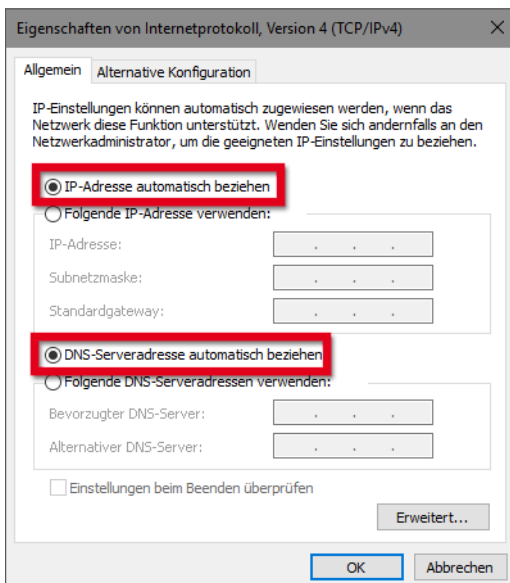 Eigenschaften von Internetprotokoll, Version 4 (TCP/IPv4)
Allgemein
Alternative Konfiguration
IP-Einstellungen können automatisch zugewiesen werden, wenn das
Netzwerk diese Funktion unterstützt. Wenden Sie sich andernfalls an den
Netzwerkadministrator, um die geeigneten IP-Einstellungen zu beziehen.
IP-Adresse automatisch beziehen
Folgende IP-Adresse verwenden:
IP-Adresse:
Subnetzmaske:
Standardgateway:
DNS-Serveradresse automatisch beziehen
Folgende DNS-Serveradressen verwenden:
Bevorzugter DNS-Server:
Alternativer DNS-Server:
Einstellungen beim Beenden überprüfen
Erweitert...
OK
Abbrechen